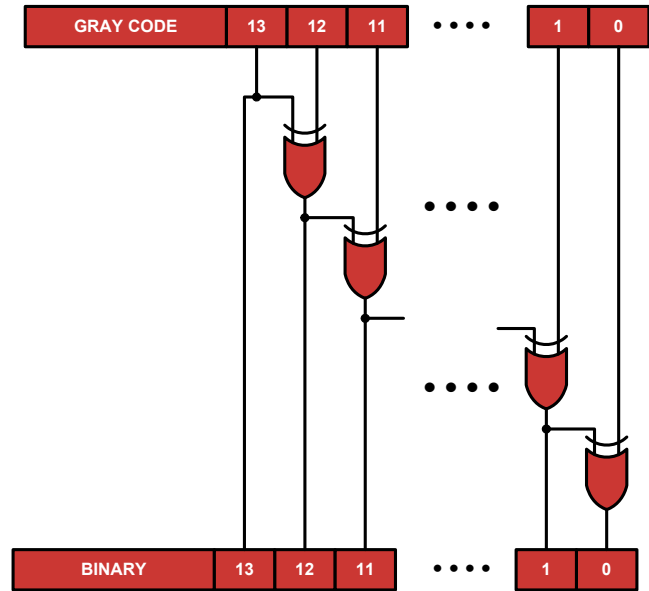 GRAY CODE 13 12 11 •••• 1 0
BINARY 13 12 11 •••• 1 0